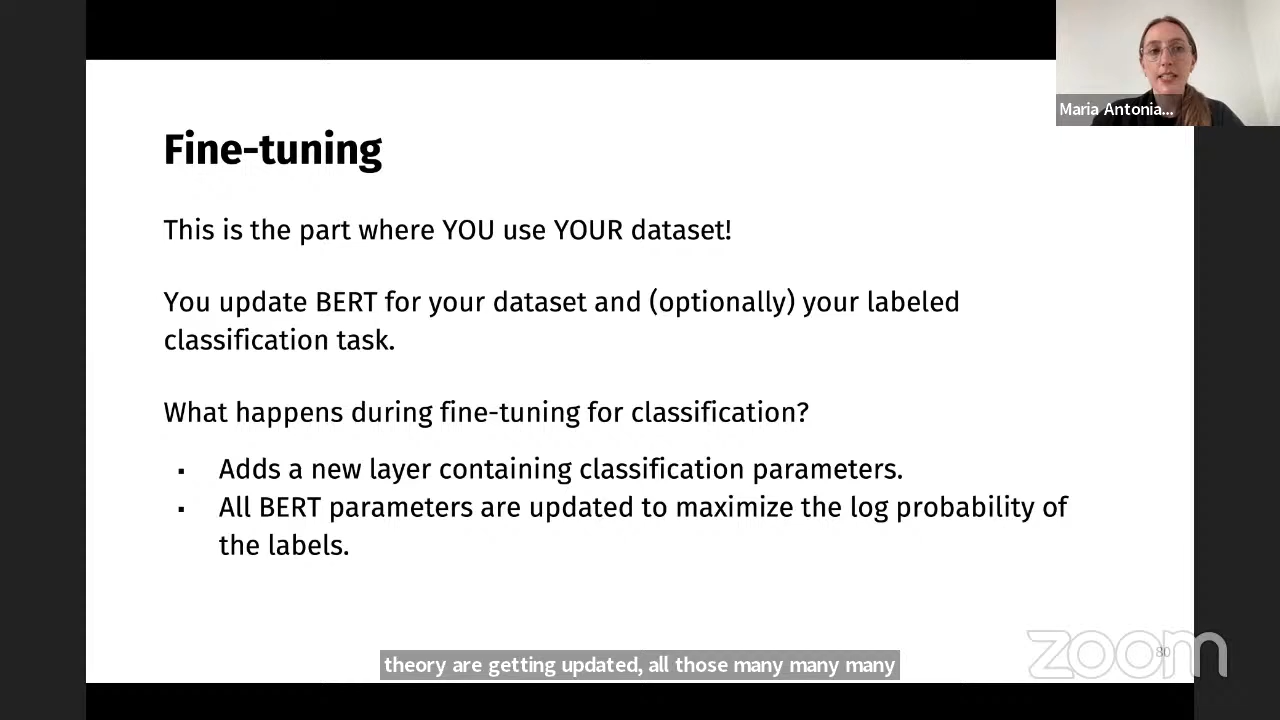 Maria Antonia...
Fine-tuning
This is the part where YOU use YOUR dataset!
You update BERT for your dataset and (optionally) your labeled
classification task.
What happens during fine-tuning for classification?
▪ Adds a new layer containing classification parameters.
▪ All BERT parameters are updated to maximize the log probability of
the labels.
zoom
80
theory are getting updated, all those many many many